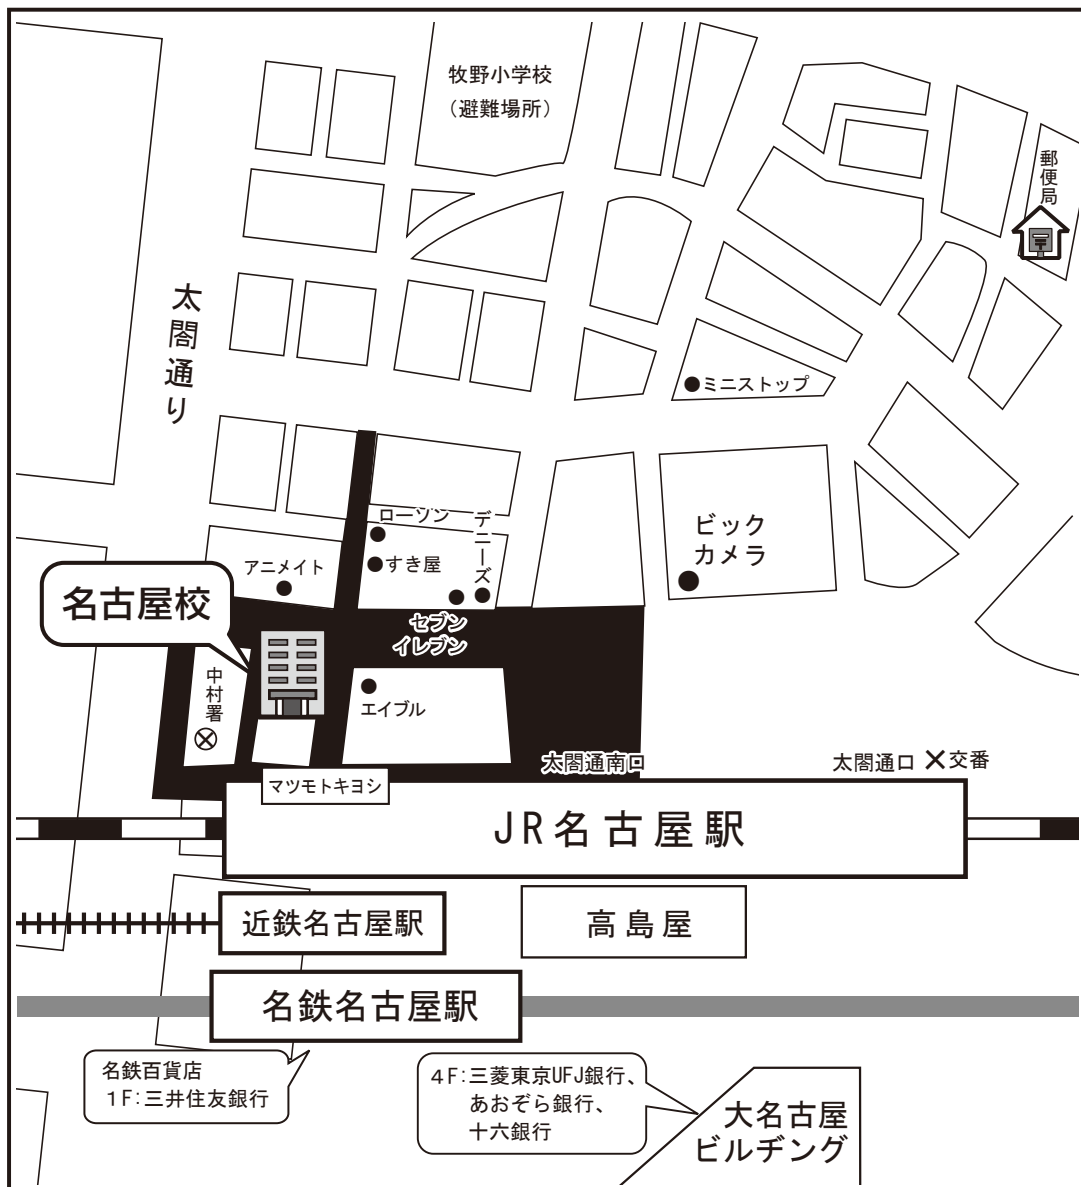 牧野小学校
（避難場所）
郵便局
太閤通り
ミニストップ
ローソン
デニーズ
すき屋
アニメイト
ビック
カメラ
名古屋校
セブン
イレブン
中村署
エイブル
太閤通南口
太閤通口
交番
マツモトキヨシ
JR名古屋駅
近鉄名古屋駅
高島屋
名鉄名古屋駅
名鉄百貨店
1F:三井住友銀行
4F:三菱東京UFJ銀行、
あおぞら銀行、
十六銀行
大名古屋
ビルヂング